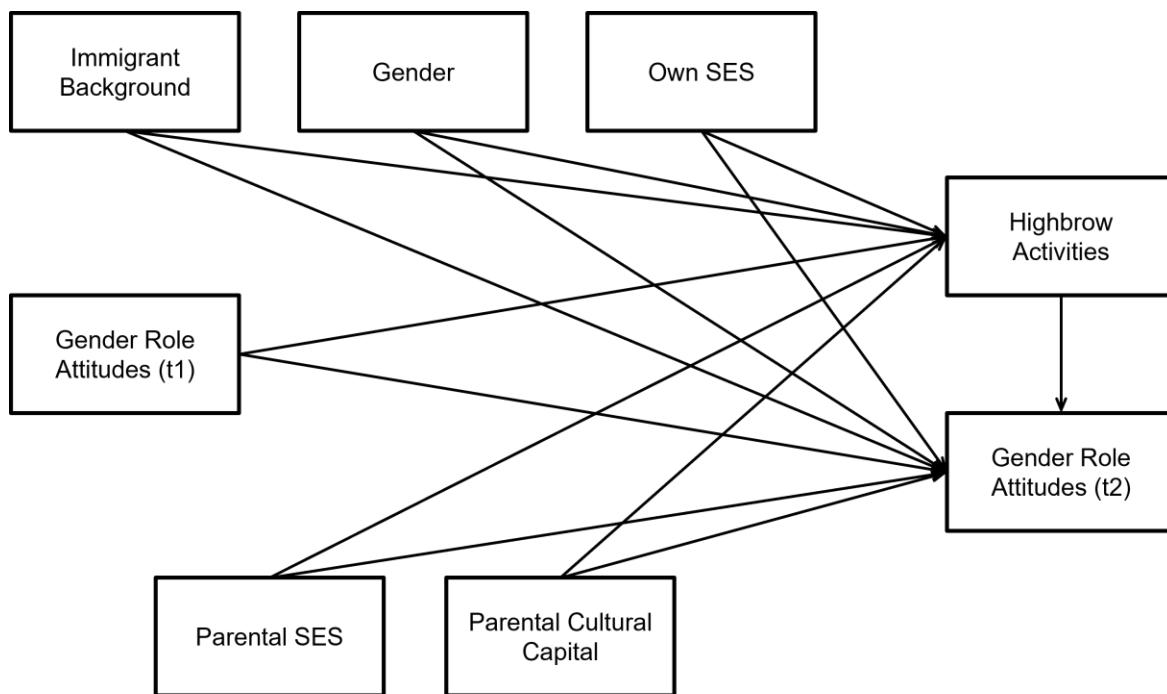 Immigrant
Background
Gender
Own SES
Highbrow
Activities
Gender Role
Attitudes (t1)
Gender Role
Attitudes (t2)
Parental SES
Parental Cultural
Capital